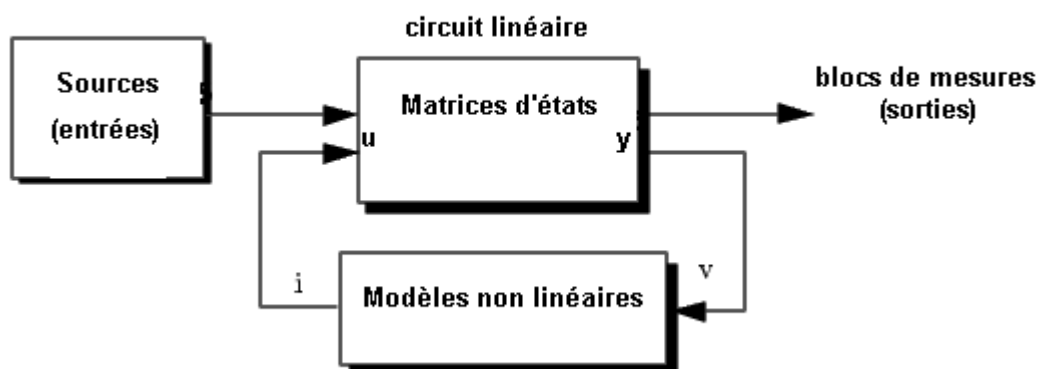 circuit linéaire
Sources
(entrées)
Matrices d'états
u
y
blocs de mesures
(sorties)
i
v
Modèles non linéaires